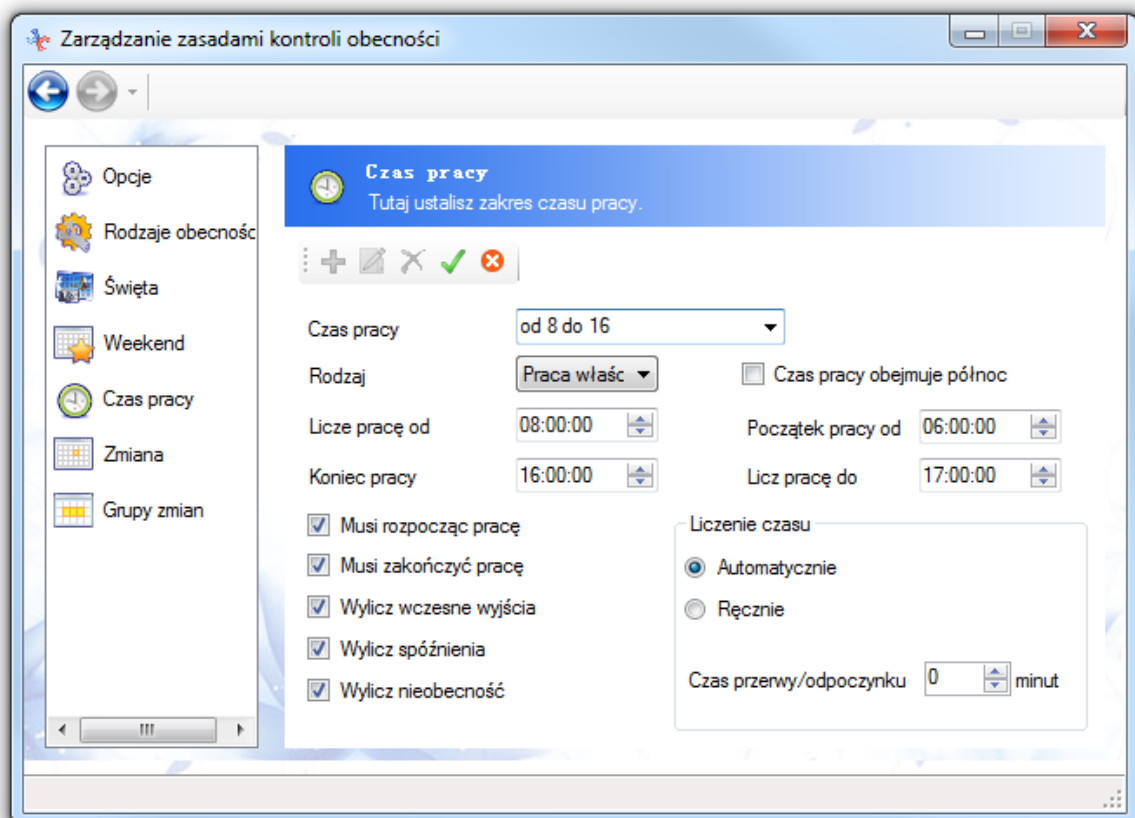 Zarządzanie zasadami kontroli obecności
Opcje
Rodzaje obecnośc
Święta
Weekend
Czas pracy
Zmiana
Grupy zmian
Czas pracy
Tutaj ustalisz zakres czasu pracy.
Czas pracy od 8 do 16
Rodzaj Praca właśc Czas pracy obejmuje północ
Licze pracę od 08:00:00 Początek pracy od 06:00:00
Koniec pracy 16:00:00 Licz pracę do 17:00:00
Musi rozpocząc pracę
Musi zakończyć pracę
Wylicz wczesne wyjścia
Wylicz spóźnienia
Wylicz nieobecność
Liczenie czasu
Automatycznie
Ręcznie
Czas przerwy/odpoczynku 0 minut